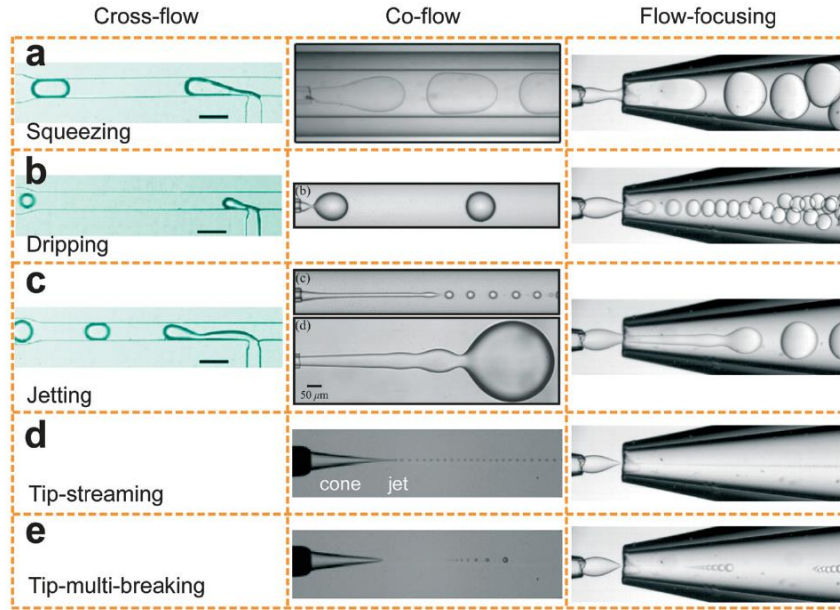 Cross-flow
Co-flow
Flow-focusing
a
Squeezing
b
(b)
Dripping
c
(c)
(d)
50 μm
Jetting
d
cone
jet
Tip-streaming
e
Tip-multi-breaking